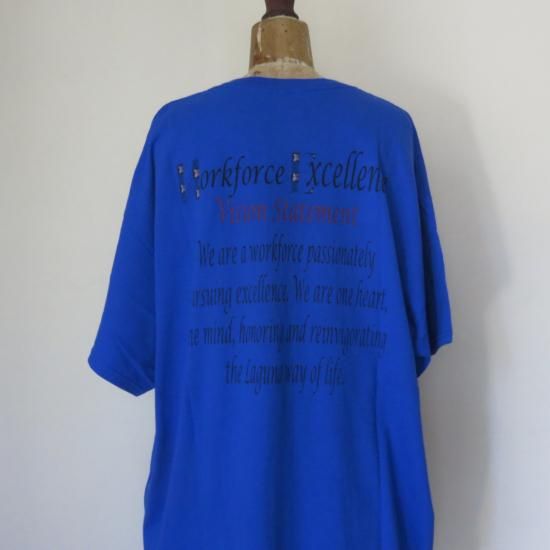 Workforce Excellenc
Vision Statement
We are a workforce passionately
ursuing excellence. We are one heart,
ne mind, honoring and reinvigorating
the Laguna way of life.